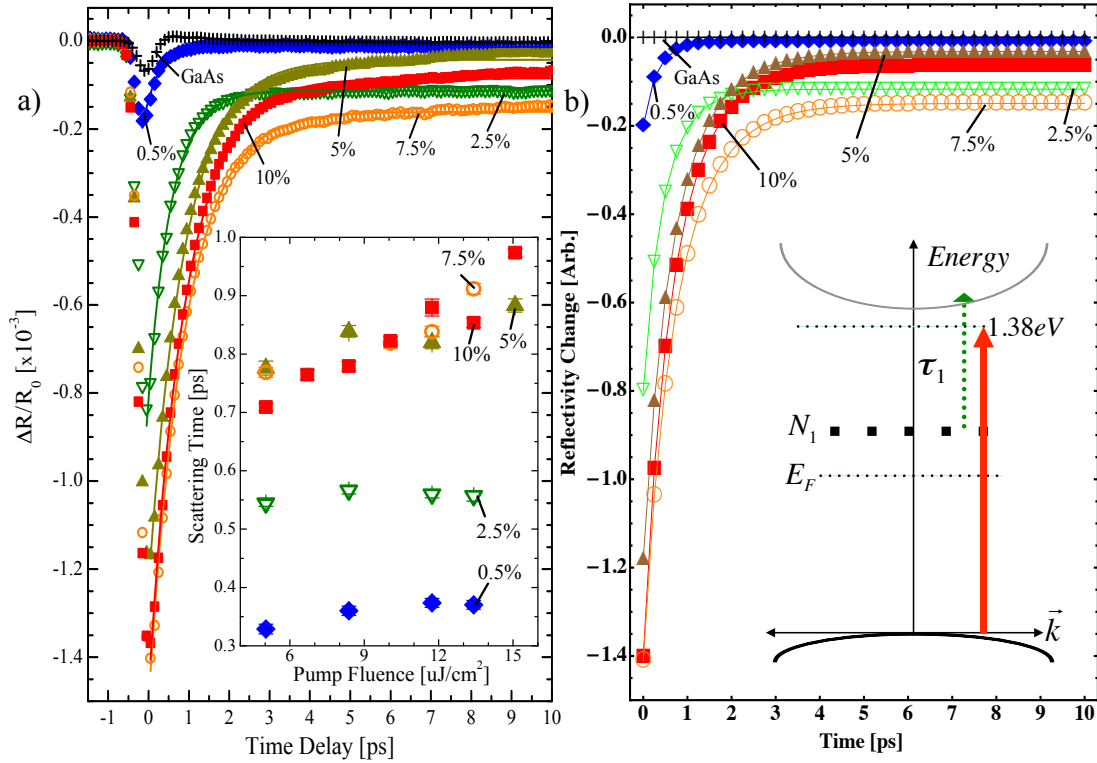 a)
0.0
−0.2
−0.4
−0.6
−0.8
−1.0
−1.2
−1.4
ΔR/R₀ [x10⁻³]
GaAs
0.5%
10%
5%
7.5%
2.5%
1.0
0.9
0.8
0.7
0.6
0.5
0.4
0.3
Scattering Time [ps]
7.5%
10%
5%
2.5%
0.5%
6 9 12 15
Pump Fluence [uJ/cm²]
-1 0 1 2 3 4 5 6 7 8 9 10
Time Delay [ps]
b)
0.0
−0.2
−0.4
−0.6
−0.8
−1.0
−1.2
−1.4
Reflectivity Change [Arb.]
GaAs
0.5%
10%
5%
7.5%
2.5%
Energy
1.38eV
τ₁
N₁
E_F
k⃗
0 1 2 3 4 5 6 7 8 9 10
Time [ps]